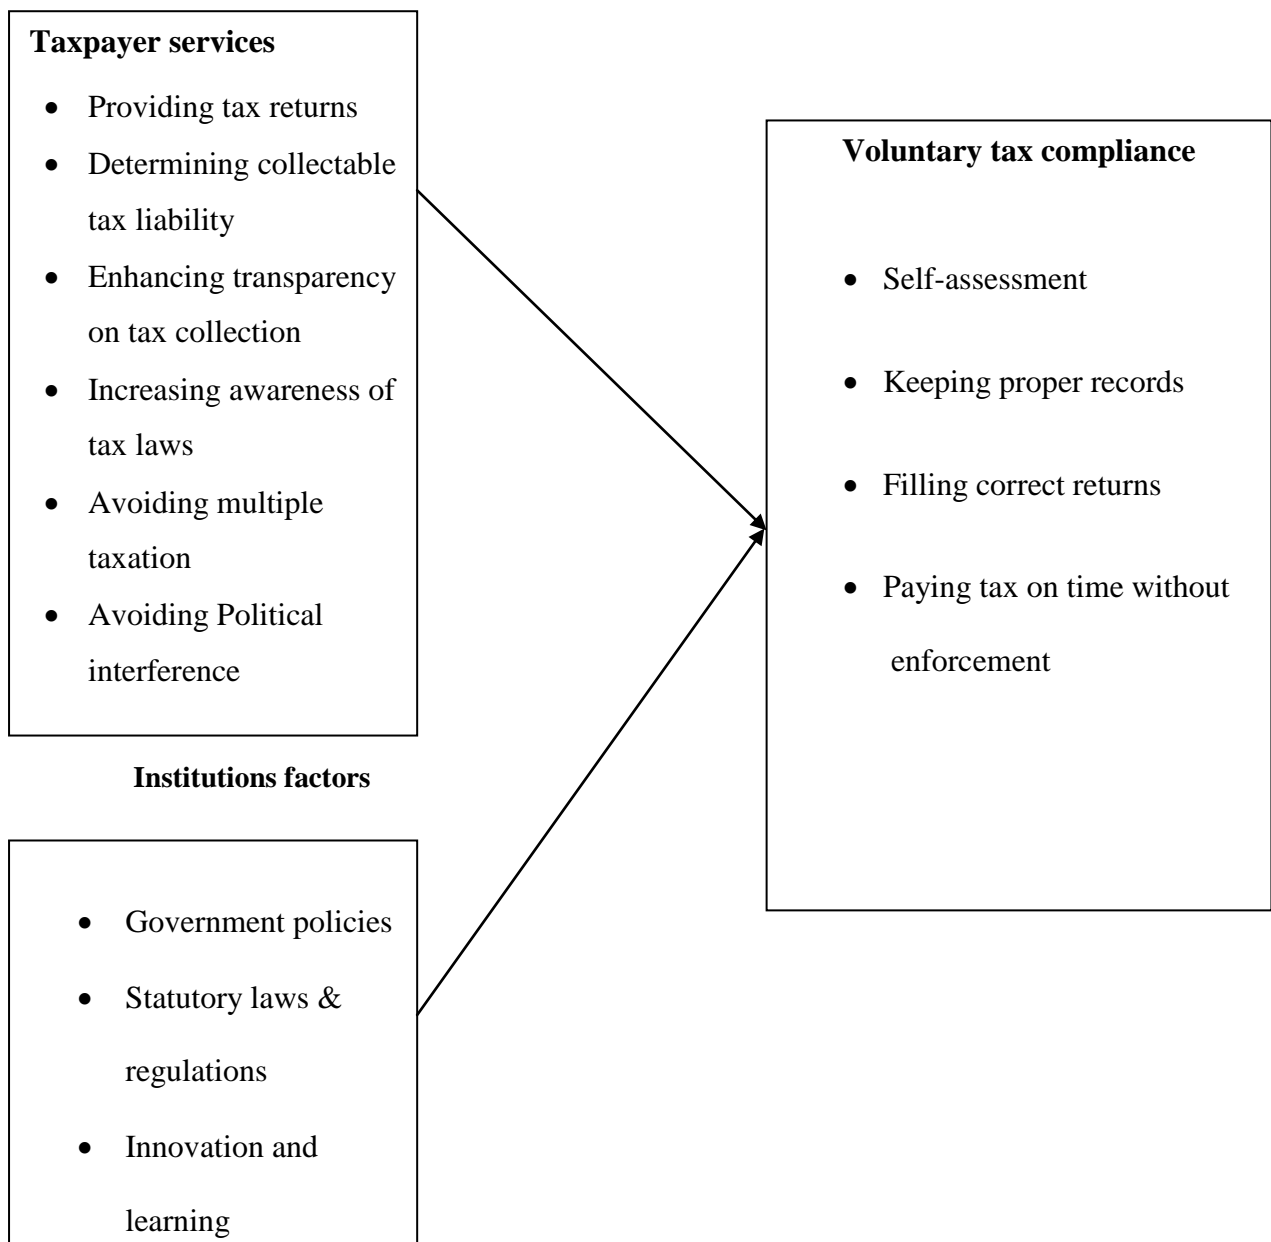 Taxpayer services
• Providing tax returns
• Determining collectable
tax liability
• Enhancing transparency
on tax collection
• Increasing awareness of
tax laws
• Avoiding multiple
taxation
• Avoiding Political
interference
Institutions factors
• Government policies
• Statutory laws &
regulations
• Innovation and
learning
Voluntary tax compliance
• Self-assessment
• Keeping proper records
• Filling correct returns
• Paying tax on time without
enforcement